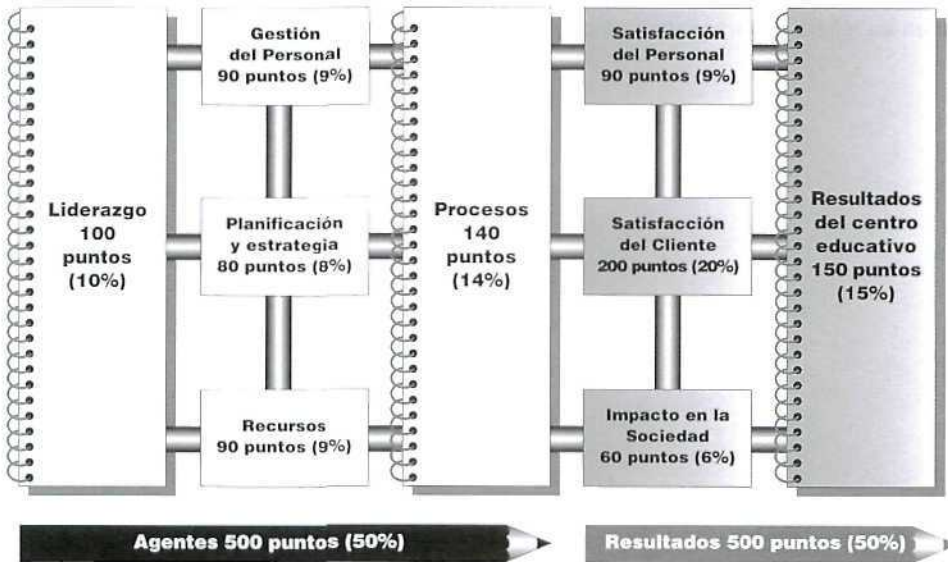 Gestión
del Personal
90 puntos (9%)
Satisfacción
del Personal
90 puntos (9%)
Liderazgo
100
puntos
(10%)
Planificación
y estrategia
80 puntos (8%)
Procesos
140
puntos
(14%)
Satisfacción
del Cliente
200 puntos (20%)
Resultados
del centro
educativo
150 puntos
(15%)
Recursos
90 puntos (9%)
Impacto en la
Sociedad
60 puntos (6%)
Agentes 500 puntos (50%)
Resultados 500 puntos (50%)